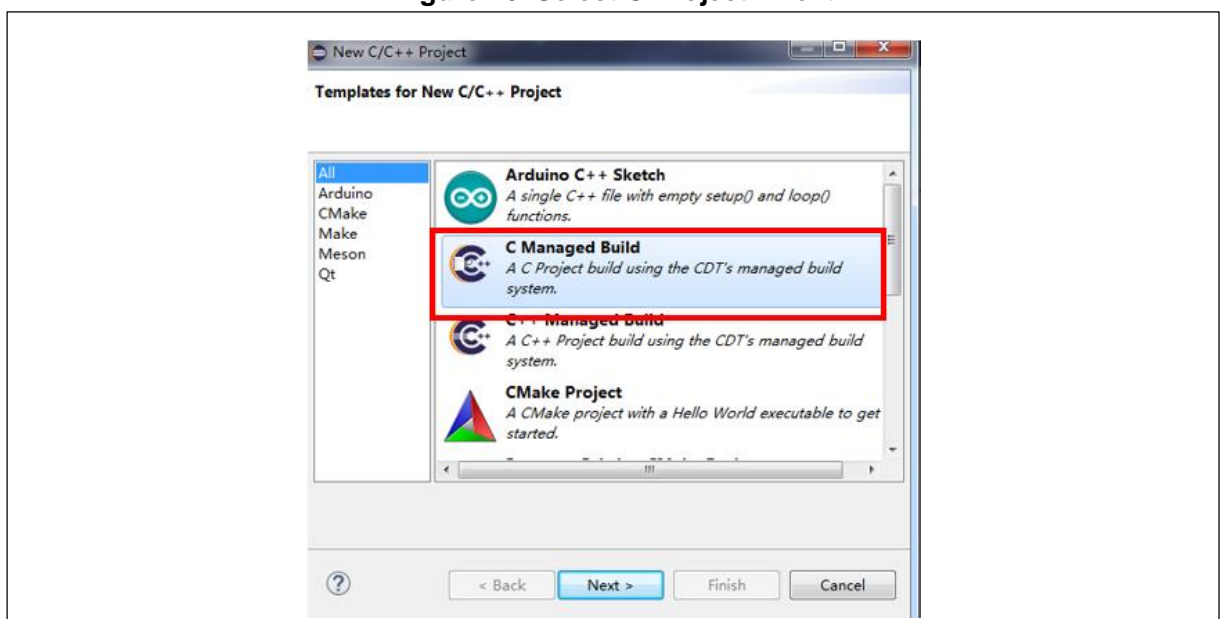 New C/C++ Project
Templates for New C/C++ Project
All
Arduino
CMake
Make
Meson
Qt
Arduino C++ Sketch
A single C++ file with empty setup() and loop()
functions.
C Managed Build
A C Project build using the CDT's managed build
system.
C++ Managed Build
A C++ Project build using the CDT's managed build
system.
CMake Project
A CMake project with a Hello World executable to get
started.
< Back
Next >
Finish
Cancel